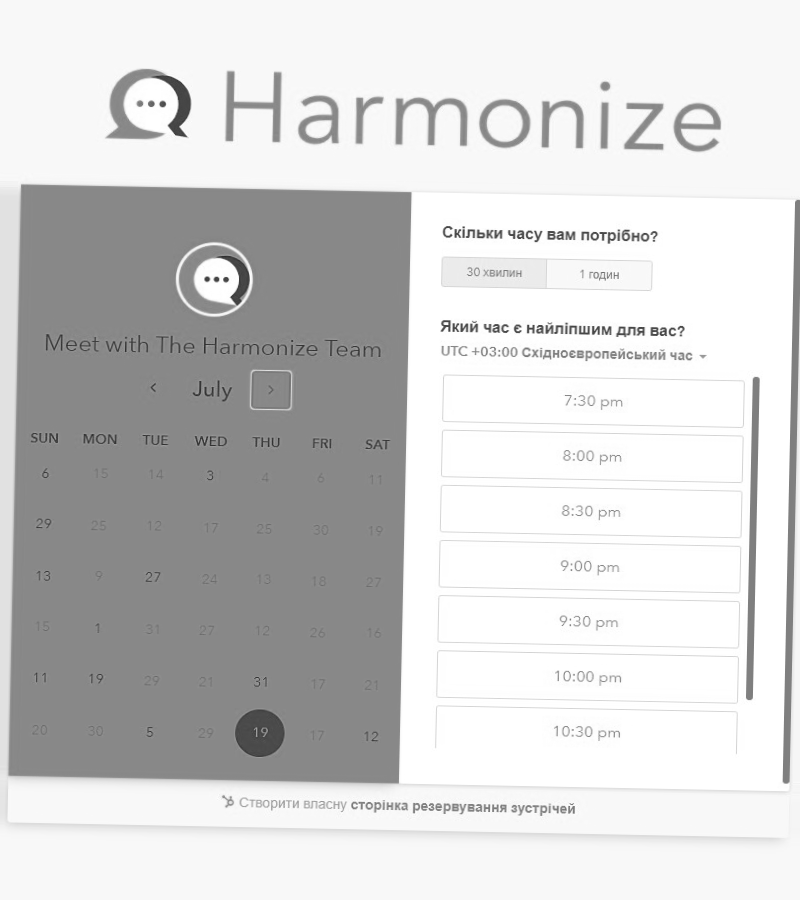 Harmonize
Meet with The Harmonize Team
July
SUN MON TUE WED THU FRI SAT
6 15 14 3 4 6 11
29 25 12 17 25 30 19
13 9 27 24 13 18 27
15 1 31 27 12 26 16
11 19 29 21 31 17 21
20 30 5 29 19 17 12
Скільки часу вам потрібно?
30 хвилин 1 годин
Який час є найліпшим для вас?
UTC +03:00 Східноєвропейський час
7:30 pm
8:00 pm
8:30 pm
9:00 pm
9:30 pm
10:00 pm
10:30 pm
Створити власну сторінка резервування зустрічей